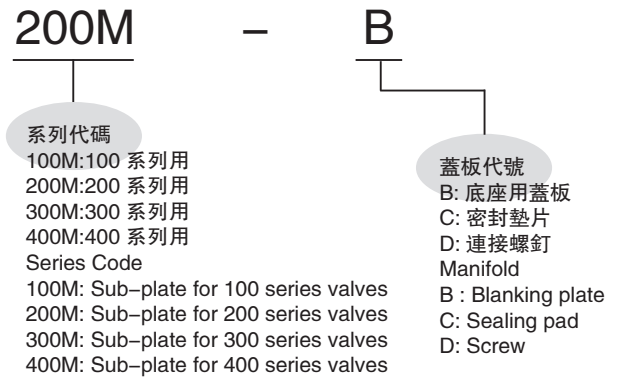 200M – B
系列代碼
100M:100 系列用
200M:200 系列用
300M:300 系列用
400M:400 系列用
Series Code
100M: Sub–plate for 100 series valves
200M: Sub–plate for 200 series valves
300M: Sub–plate for 300 series valves
400M: Sub–plate for 400 series valves
蓋板代號
B: 底座用蓋板
C: 密封墊片
D: 連接螺釘
Manifold
B : Blanking plate
C: Sealing pad
D: Screw